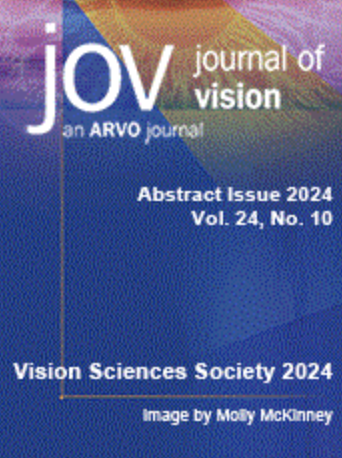 jov journal of
vision
an ARVO journal
Abstract Issue 2024
Vol. 24, No. 10
Vision Sciences Society 2024
Image by Molly McKinney